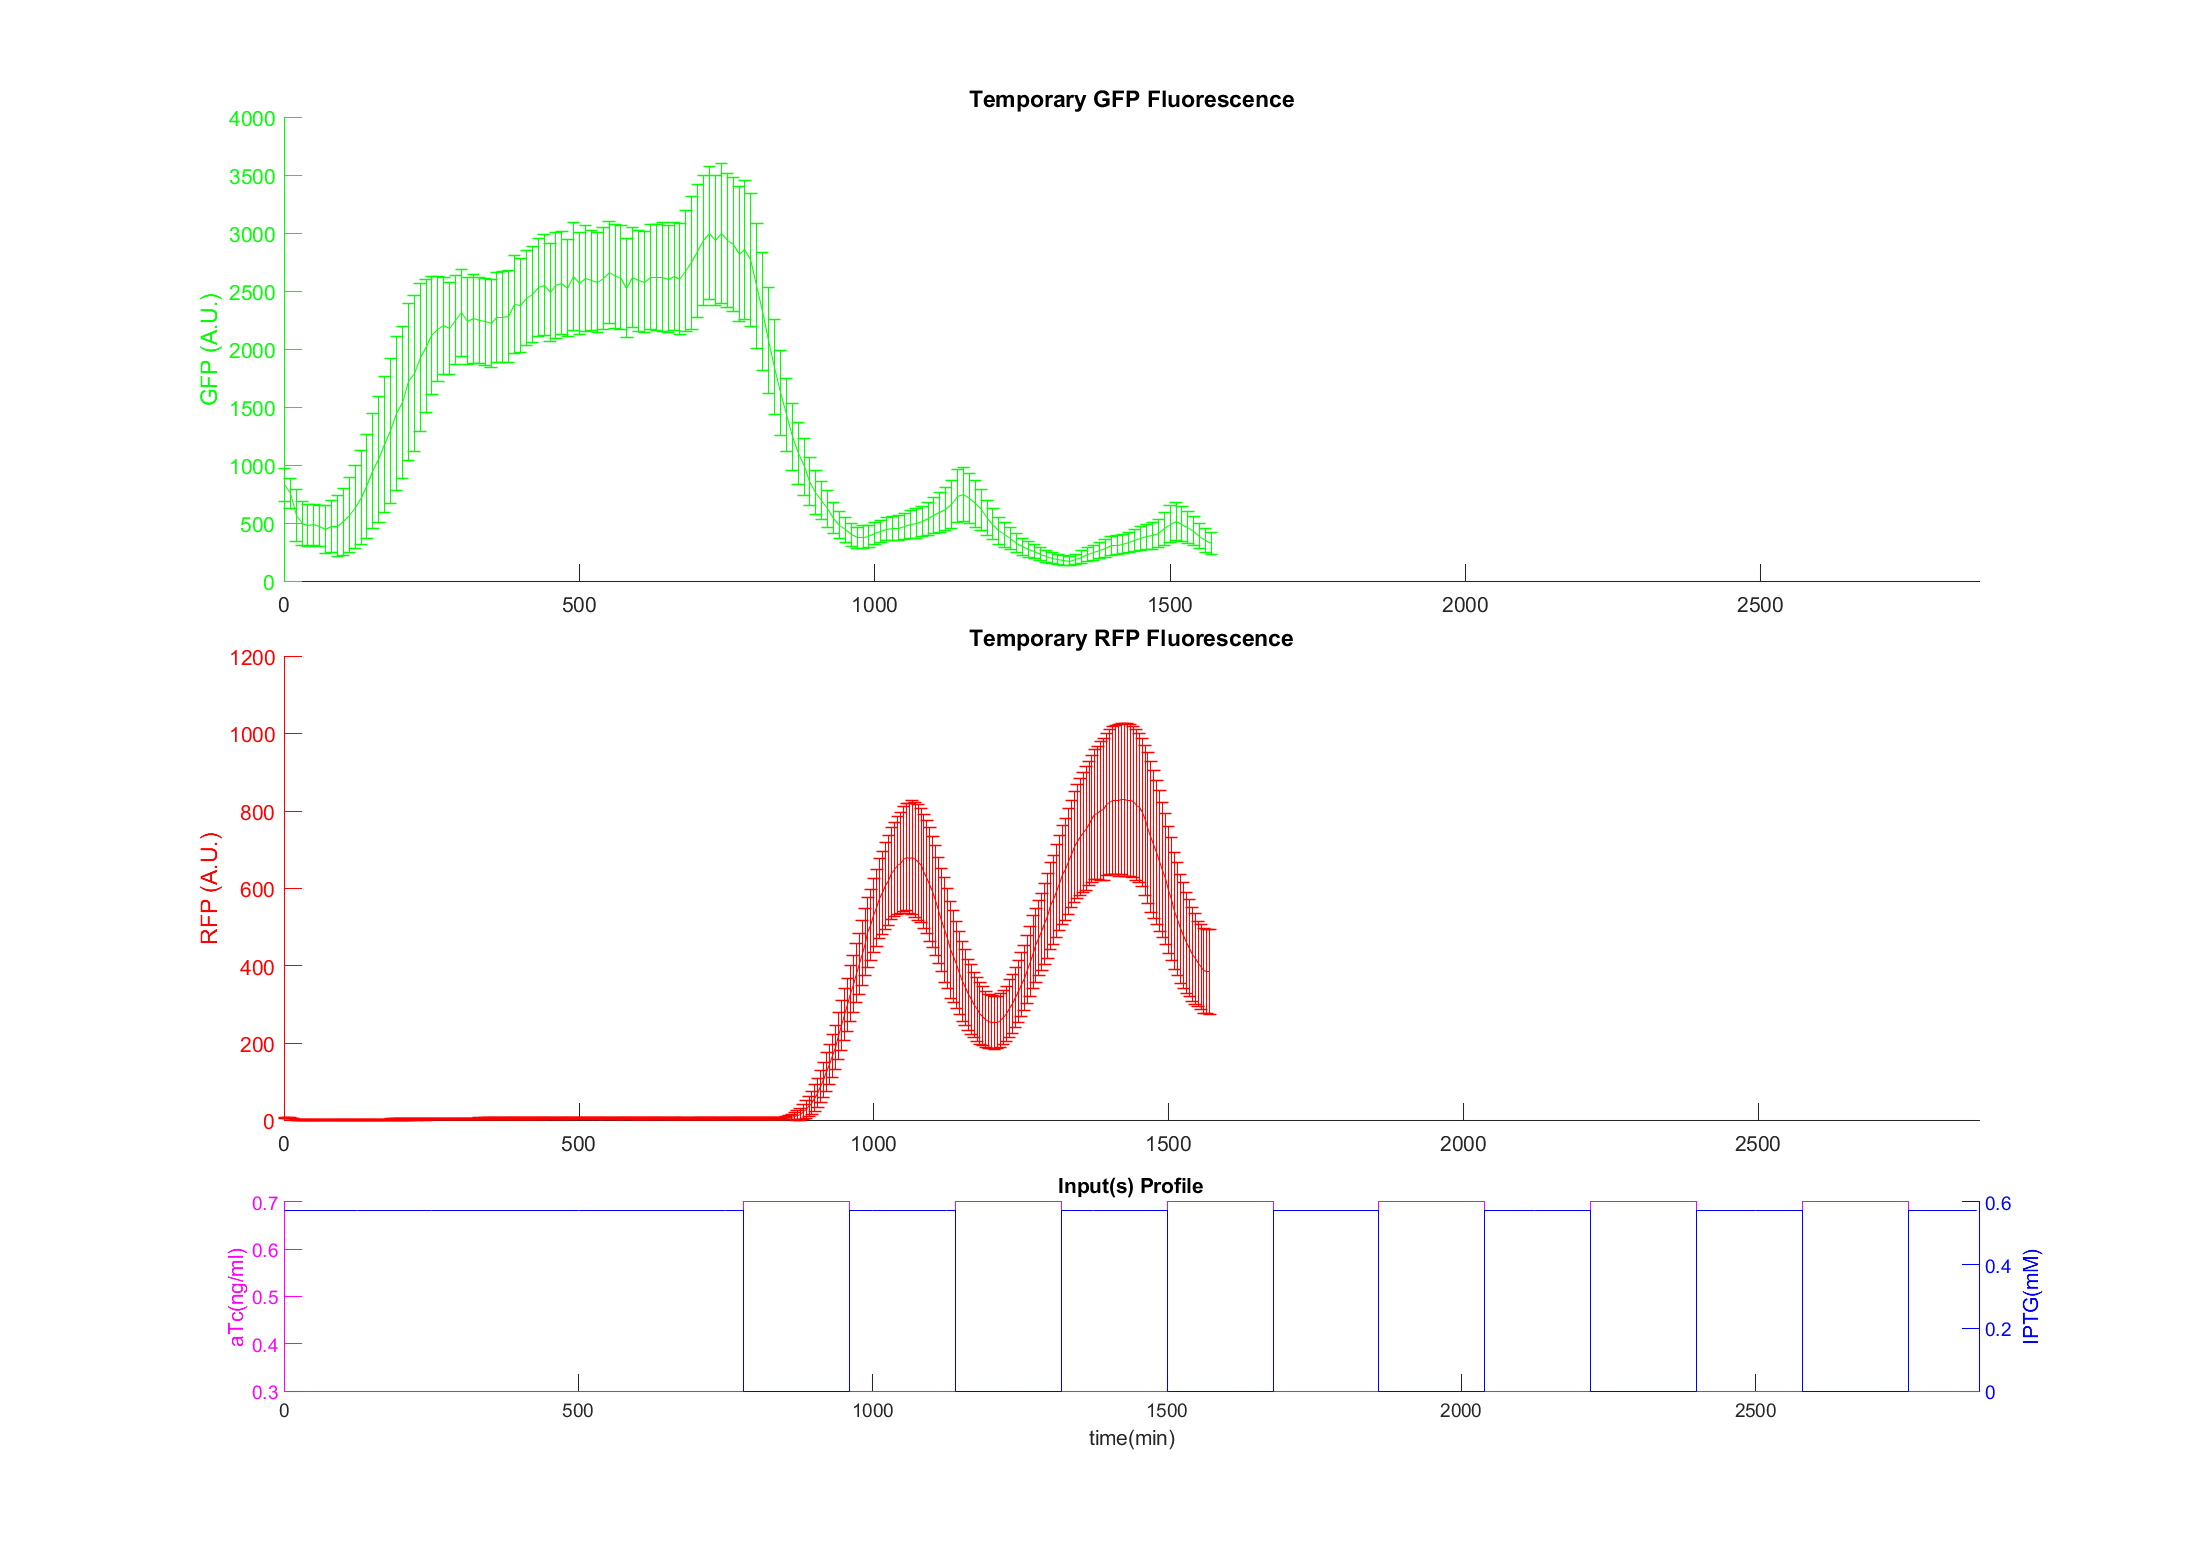 Temporary GFP Fluorescence
4000
3500
3000
2500
2000
1500
1000
500
0
GFP (A.U.)
0 500 1000 1500 2000 2500
Temporary RFP Fluorescence
1200
1000
800
600
400
200
0
RFP (A.U.)
0 500 1000 1500 2000 2500
Input(s) Profile
0.7
0.6
0.5
0.4
0.3
aTc(ng/ml)
0.6
0.4
0.2
0
IPTG(mM)
0 500 1000 1500 2000 2500
time(min)